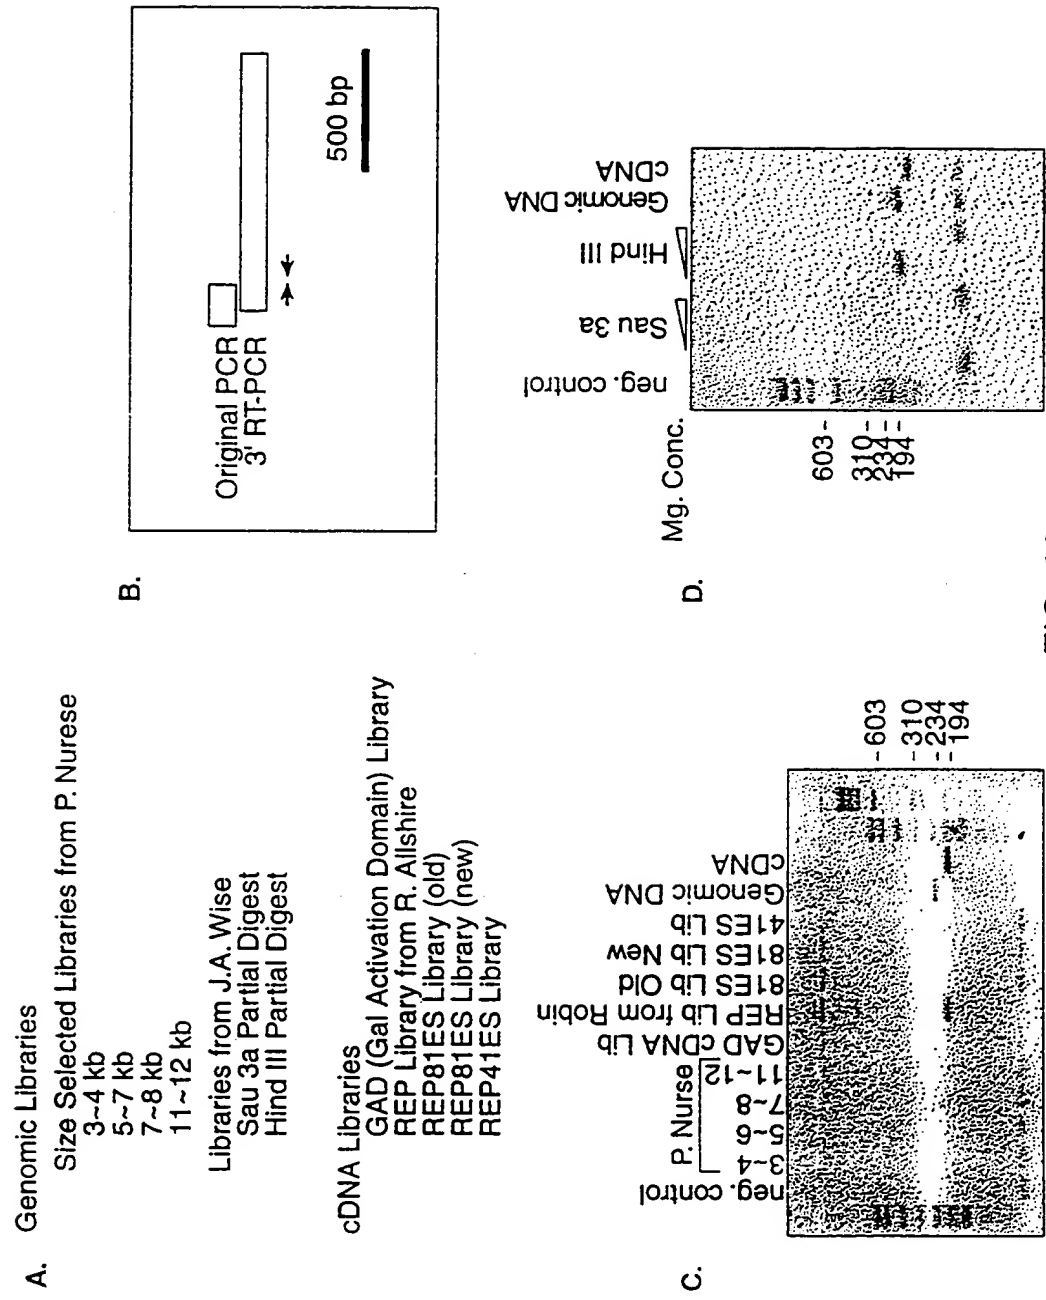 A. Genomic Libraries
Size Selected Libraries from P. Nurese
3~4 kb
5~7 kb
7~8 kb
11~12 kb
Libraries from J.A. Wise
Sau 3a Partial Digest
Hind III Partial Digest
cDNA Libraries
GAD (Gal Activation Domain) Library
REP Library from R. Allshire
REP81ES Library (old)
REP81ES Library (new)
REP41ES Library
B.
Original PCR
3' RT-PCR
500 bp
C.
neg. control
P. Nurse
3~4
5~6
7~8
11~12
GAD cDNA Lib
REP Lib from Robin
81ES Lib Old
81ES Lib New
41ES Lib
Genomic DNA
cDNA
- 603
- 310
- 234
- 194
D.
Mg. Conc.
neg. control
Sau 3a
Hind III
Genomic DNA
cDNA
603-
310 -
234 -
194 -